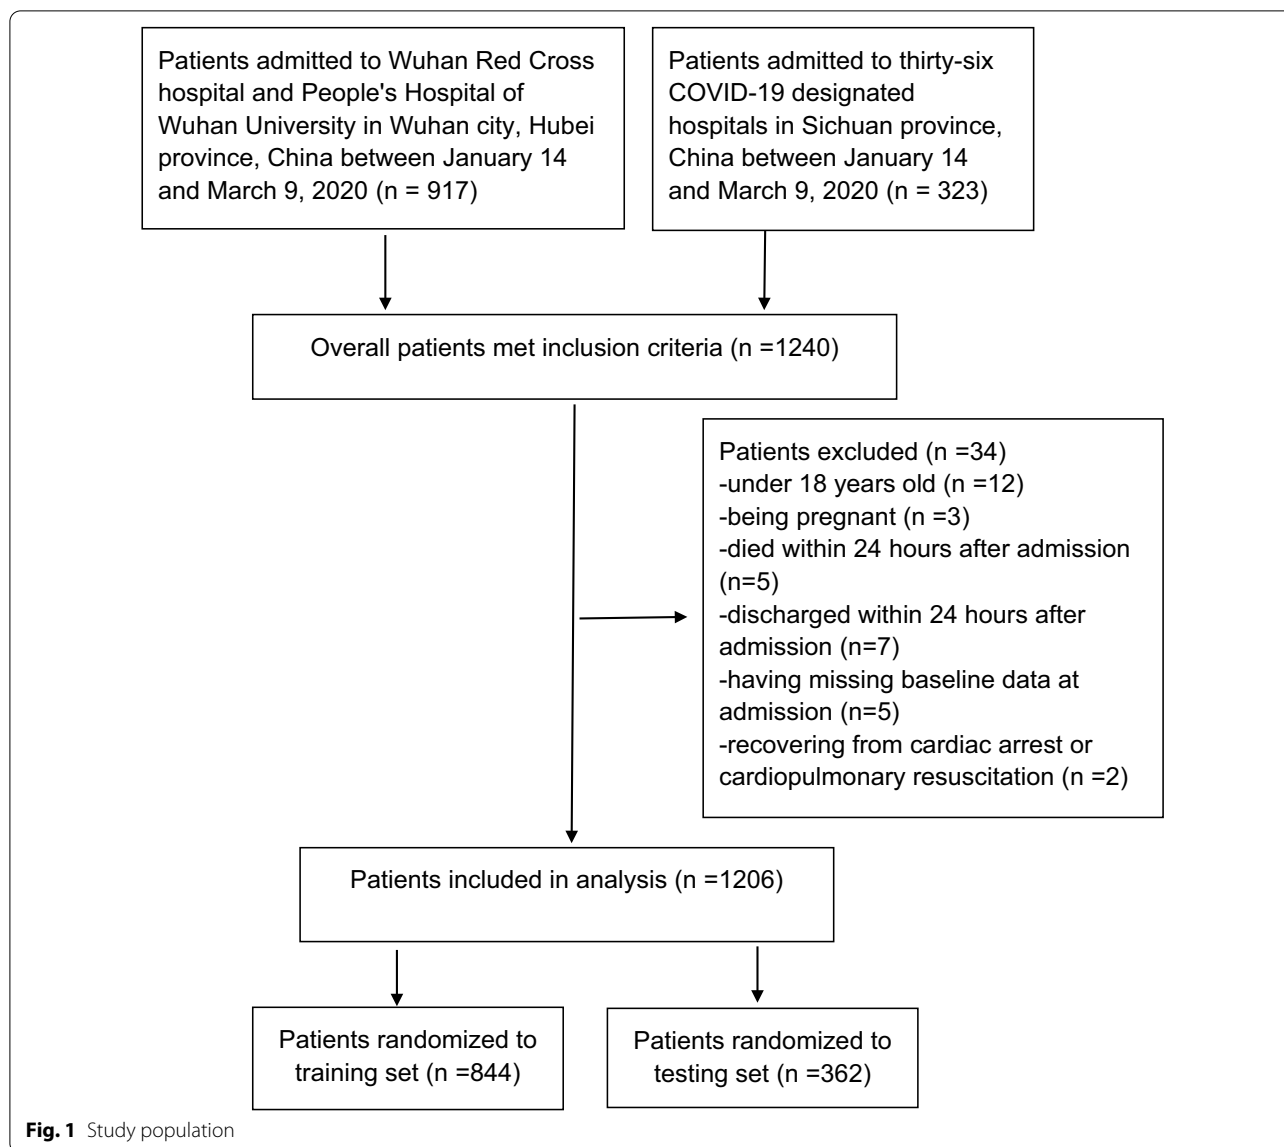 Patients admitted to Wuhan Red Cross
hospital and People's Hospital of
Wuhan University in Wuhan city, Hubei
province, China between January 14
and March 9, 2020 (n = 917)
Patients admitted to thirty-six
COVID-19 designated
hospitals in Sichuan province,
China between January 14
and March 9, 2020 (n = 323)
Overall patients met inclusion criteria (n =1240)
Patients excluded (n =34)
-under 18 years old (n =12)
-being pregnant (n =3)
-died within 24 hours after admission
(n=5)
-discharged within 24 hours after
admission (n=7)
-having missing baseline data at
admission (n=5)
-recovering from cardiac arrest or
cardiopulmonary resuscitation (n =2)
Patients included in analysis (n =1206)
Patients randomized to
training set (n =844)
Patients randomized to
testing set (n =362)
Fig. 1 Study population